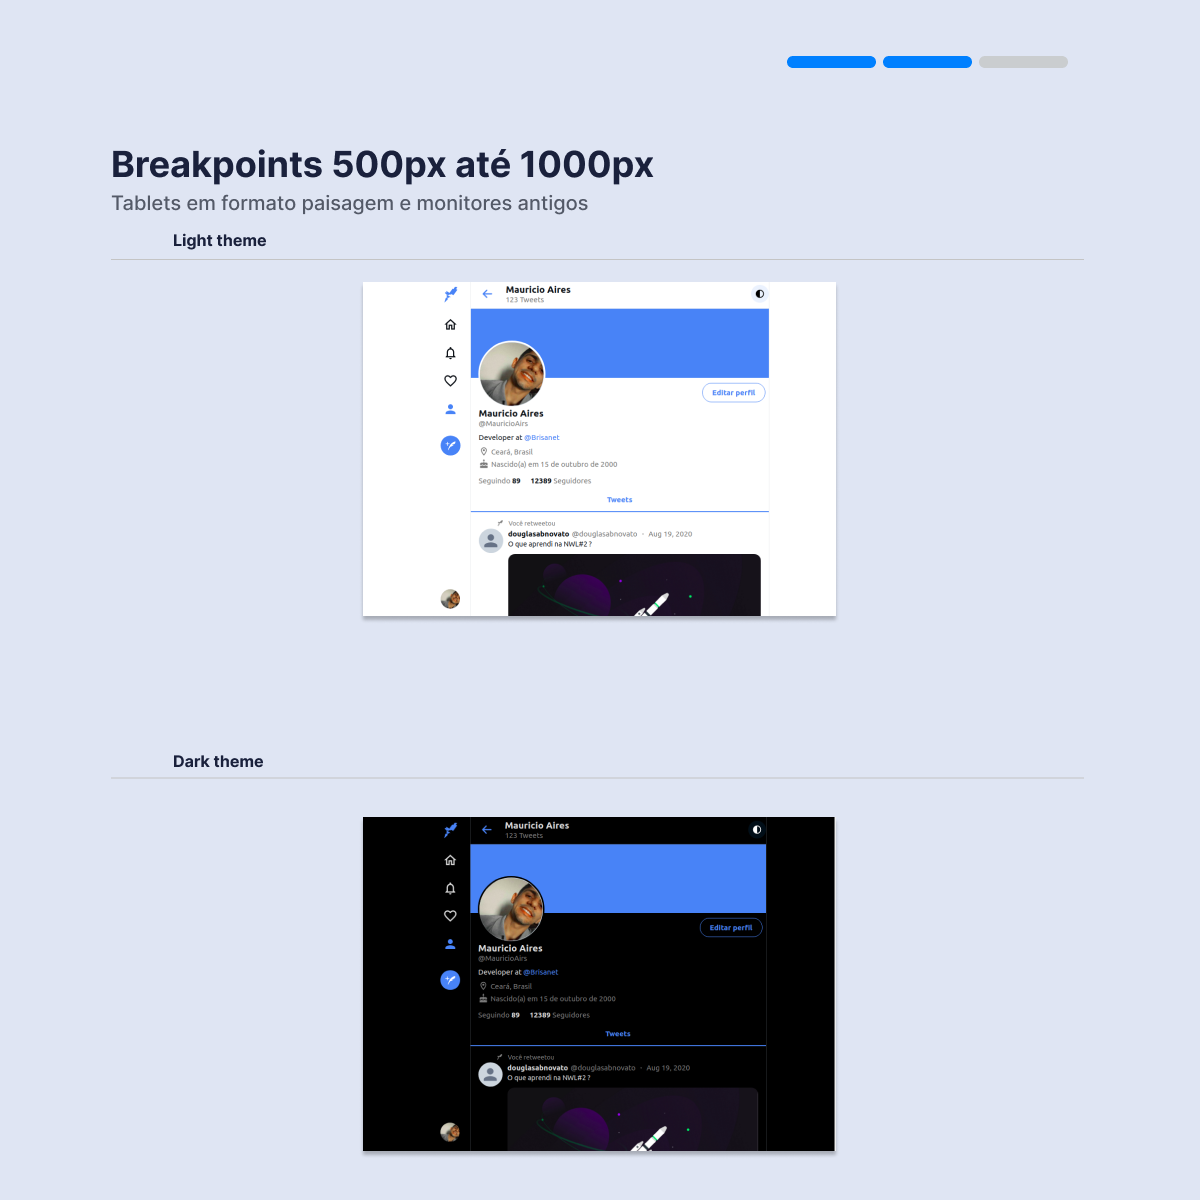 Breakpoints 500px até 1000px
Tablets em formato paisagem e monitores antigos
Light theme
Mauricio Aires
123 Tweets
Editar perfil
Mauricio Aires
@MauricioAirs
Developer at @Brisanet
Ceará, Brasil
Nascido(a) em 15 de outubro de 2000
Seguindo 89 12389 Seguidores
Tweets
Você retweetou
douglasabnovato @douglasabnovato · Aug 19, 2020
O que aprendi na NWL#2 ?
Dark theme
Mauricio Aires
123 Tweets
Editar perfil
Mauricio Aires
@MauricioAirs
Developer at @Brisanet
Ceará, Brasil
Nascido(a) em 15 de outubro de 2000
Seguindo 89 12389 Seguidores
Tweets
Você retweetou
douglasabnovato @douglasabnovato · Aug 19, 2020
O que aprendi na NWL#2 ?